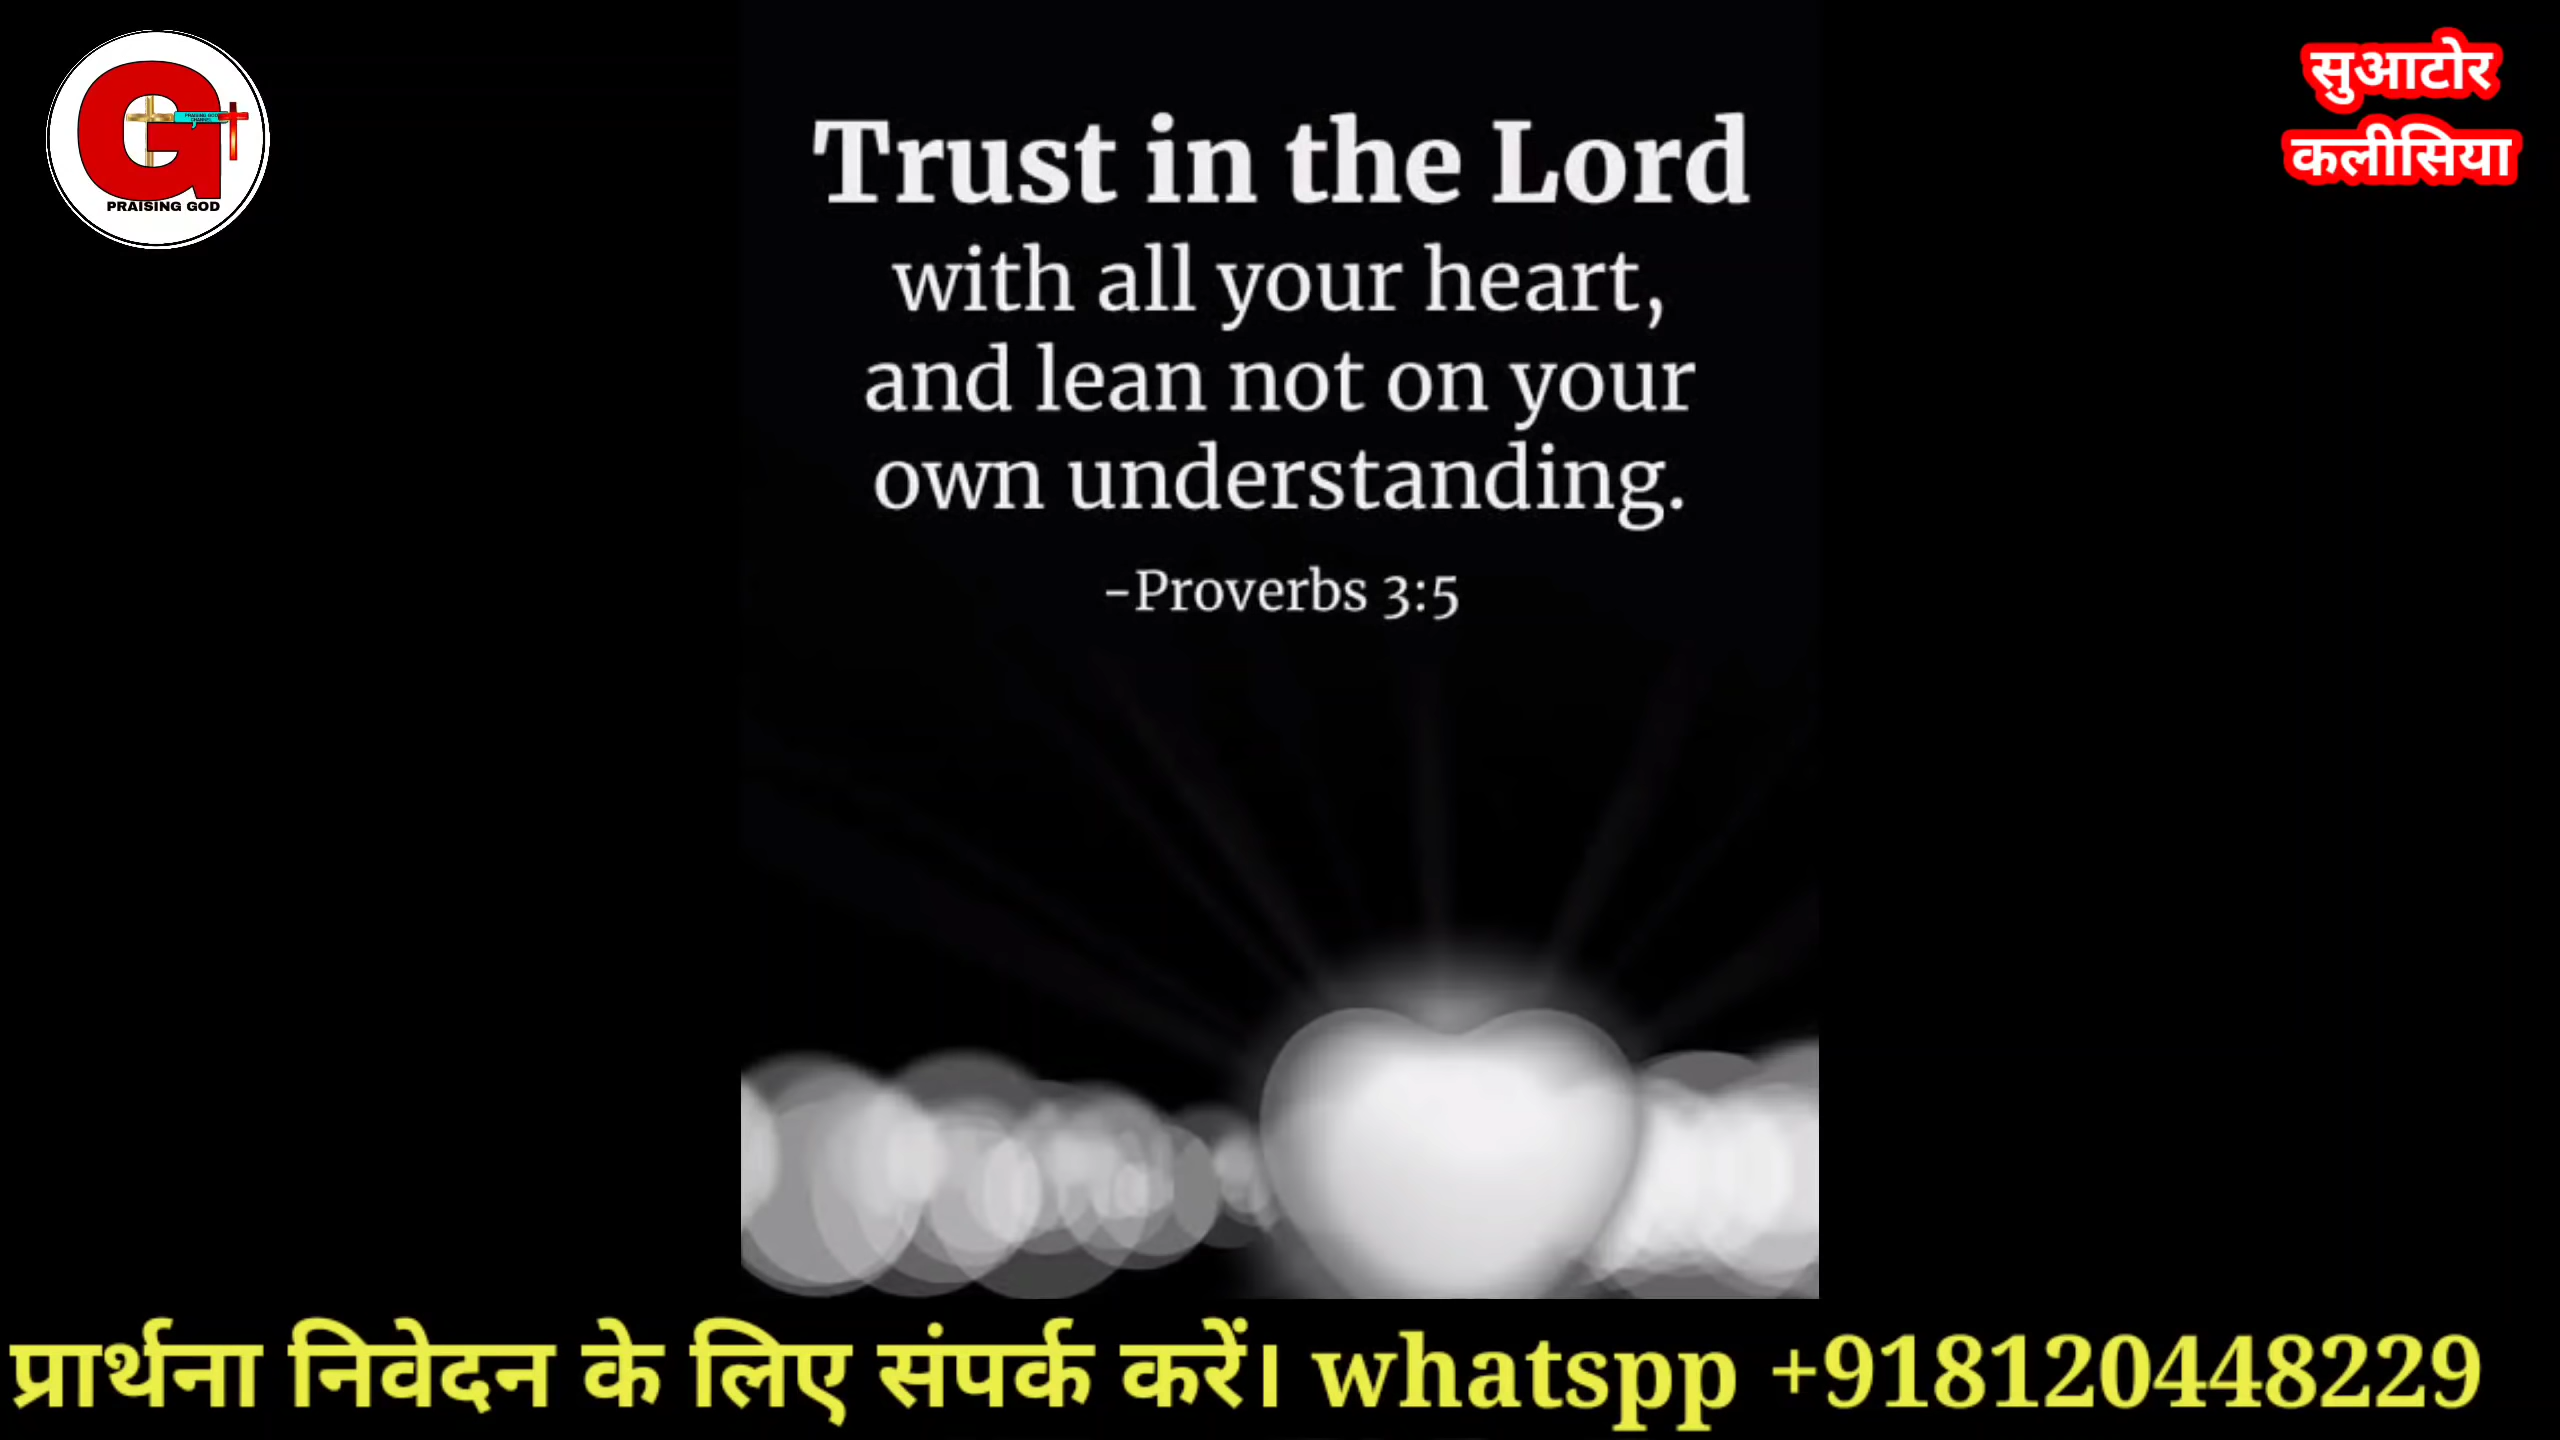 सुआटोर
कलीसिया
PRAISING GOD
Trust in the Lord
with all your heart,
and lean not on your
own understanding.
-Proverbs 3:5
प्रार्थना निवेदन के लिए संपर्क करें। whatspp +918120448229